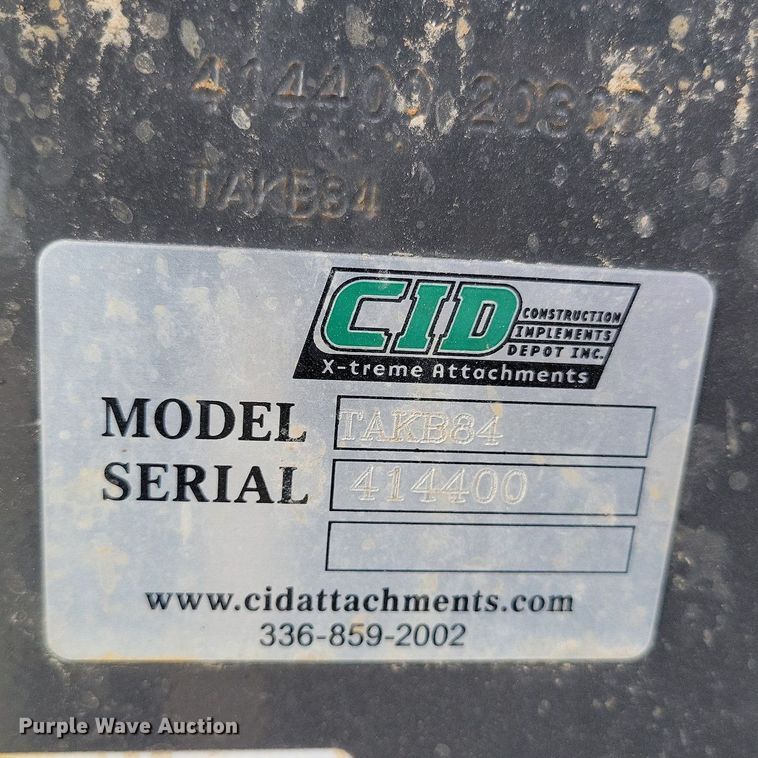 414400
TAKB84
CID CONSTRUCTION
IMPLEMENTS
DEPOT INC.
X-treme Attachments
MODEL TAKB84
SERIAL 414400
www.cidattachments.com
336-859-2002
Purple Wave Auction